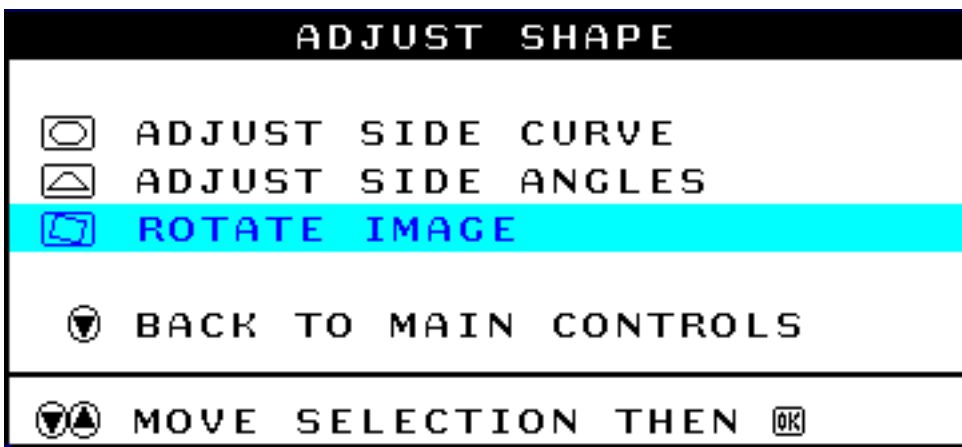 ADJUST SHAPE
ADJUST SIDE CURVE
ADJUST SIDE ANGLES
ROTATE IMAGE
BACK TO MAIN CONTROLS
MOVE SELECTION THEN OK